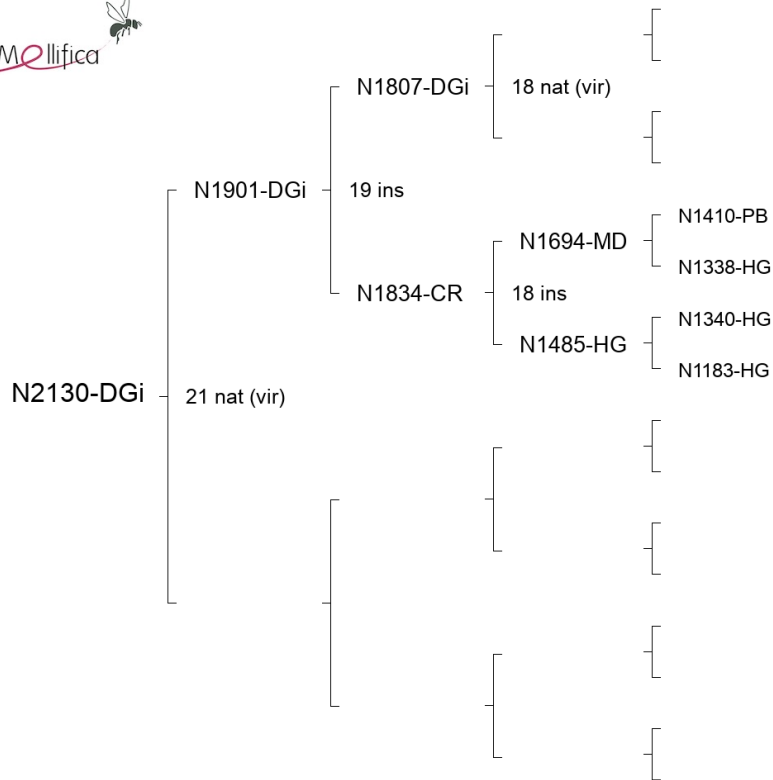 Mellifica
N1807-DGi
18 nat (vir)
N1901-DGi
19 ins
N1410-PB
N1694-MD
N1338-HG
N1834-CR
18 ins
N1340-HG
N1485-HG
N1183-HG
N2130-DGi
21 nat (vir)